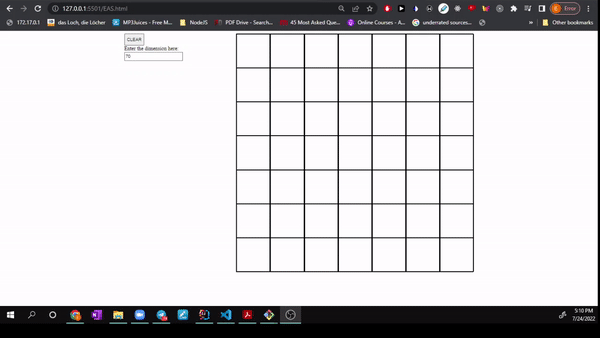 127.0.0.1:5501/EAS.html
Error
172.17.0.1
das Loch, die Löcher
MP3Juices - Free M...
NodeJS
PDF Drive - Search...
45 Most Asked Que...
Online Courses - A...
underrated sources...
»
Other bookmarks
CLEAR
Enter the dimension here
5:10 PM
7/24/2022